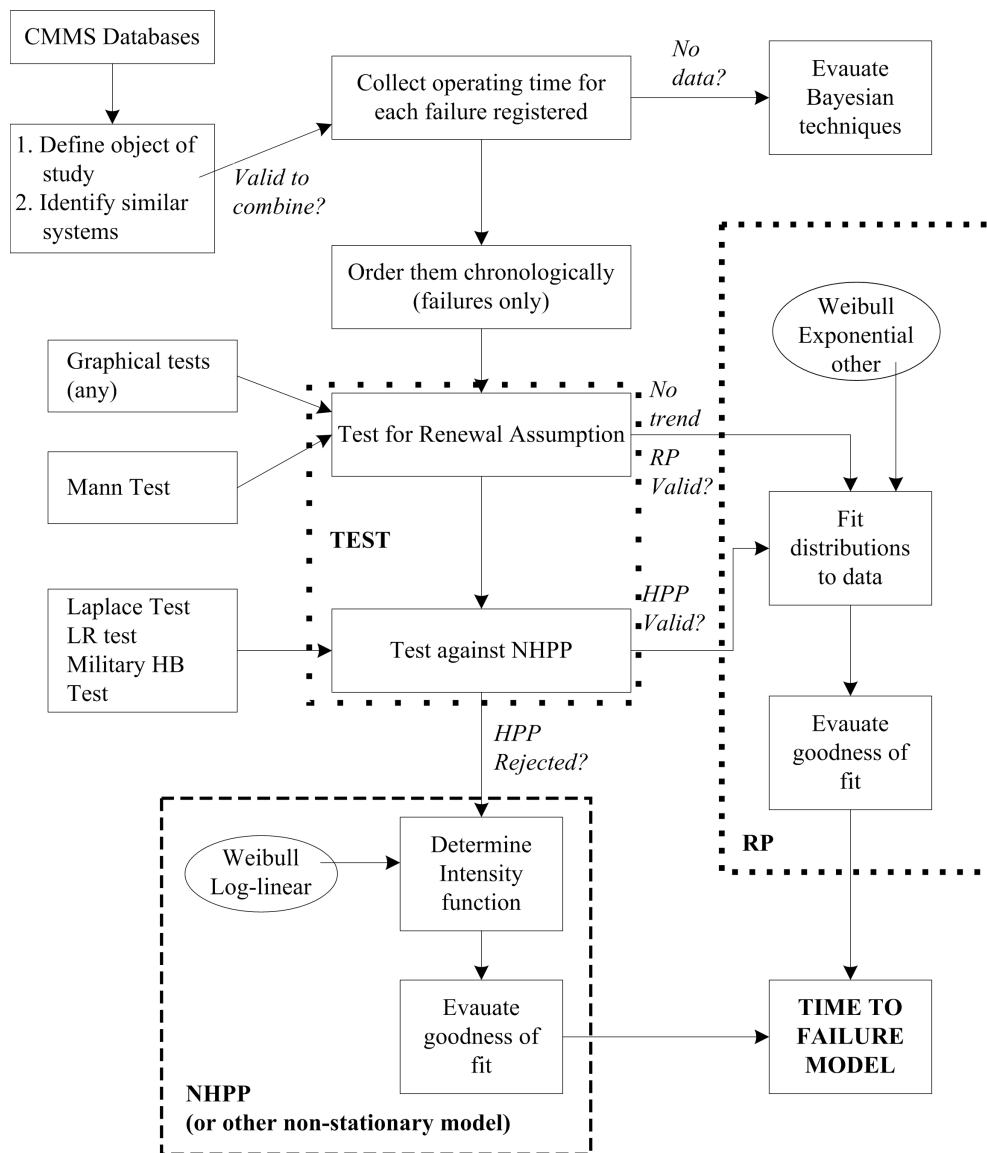 CMMS Databases
Collect operating time for
each failure registered
No
data?
Evauate
Bayesian
techniques
1. Define object of
study
2. Identify similar
systems
Valid to
combine?
Order them chronologically
(failures only)
Weibull
Exponential
other
Graphical tests
(any)
Mann Test
Test for Renewal Assumption
No
trend
RP
Valid?
TEST
Fit
distributions
to data
Laplace Test
LR test
Military HB
Test
Test against NHPP
HPP
Valid?
HPP
Rejected?
Evauate
goodness of
fit
RP
Weibull
Log-linear
Determine
Intensity
function
Evauate
goodness of
fit
TIME TO
FAILURE
MODEL
NHPP
(or other non-stationary model)